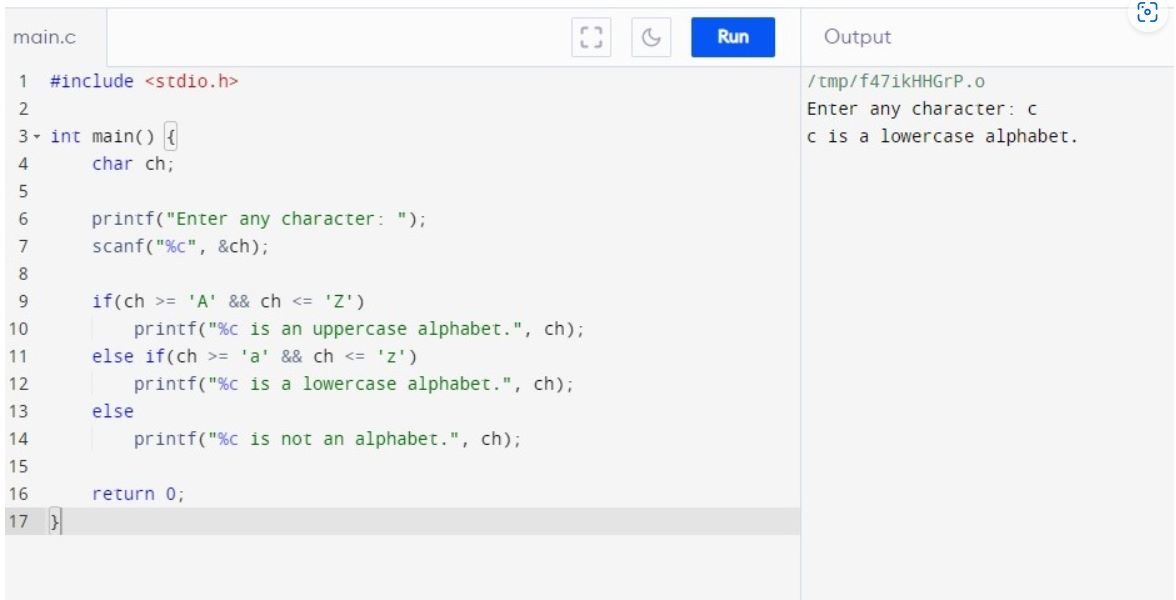 main.c
Run
Output
1 #include <stdio.h>
2
3 int main() {
4     char ch;
5
6     printf("Enter any character: ");
7     scanf("%c", &ch);
8
9     if(ch >= 'A' && ch <= 'Z')
10         printf("%c is an uppercase alphabet.", ch);
11     else if(ch >= 'a' && ch <= 'z')
12         printf("%c is a lowercase alphabet.", ch);
13     else
14         printf("%c is not an alphabet.", ch);
15
16     return 0;
17 }
/tmp/f47ikHHGrP.o
Enter any character: c
c is a lowercase alphabet.